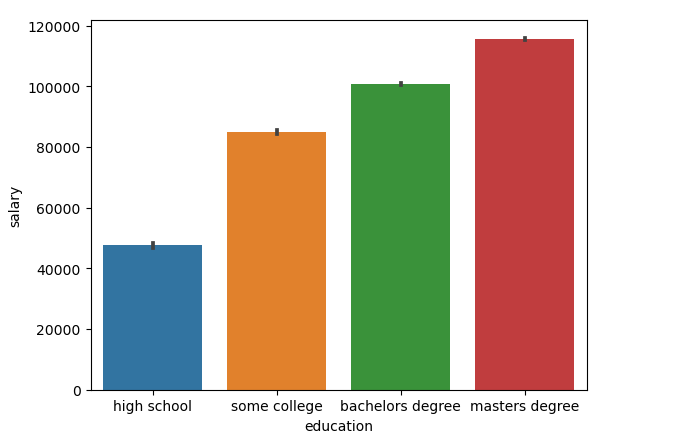 120000
100000
80000
60000
40000
20000
0
salary
high school
some college
bachelors degree
masters degree
education